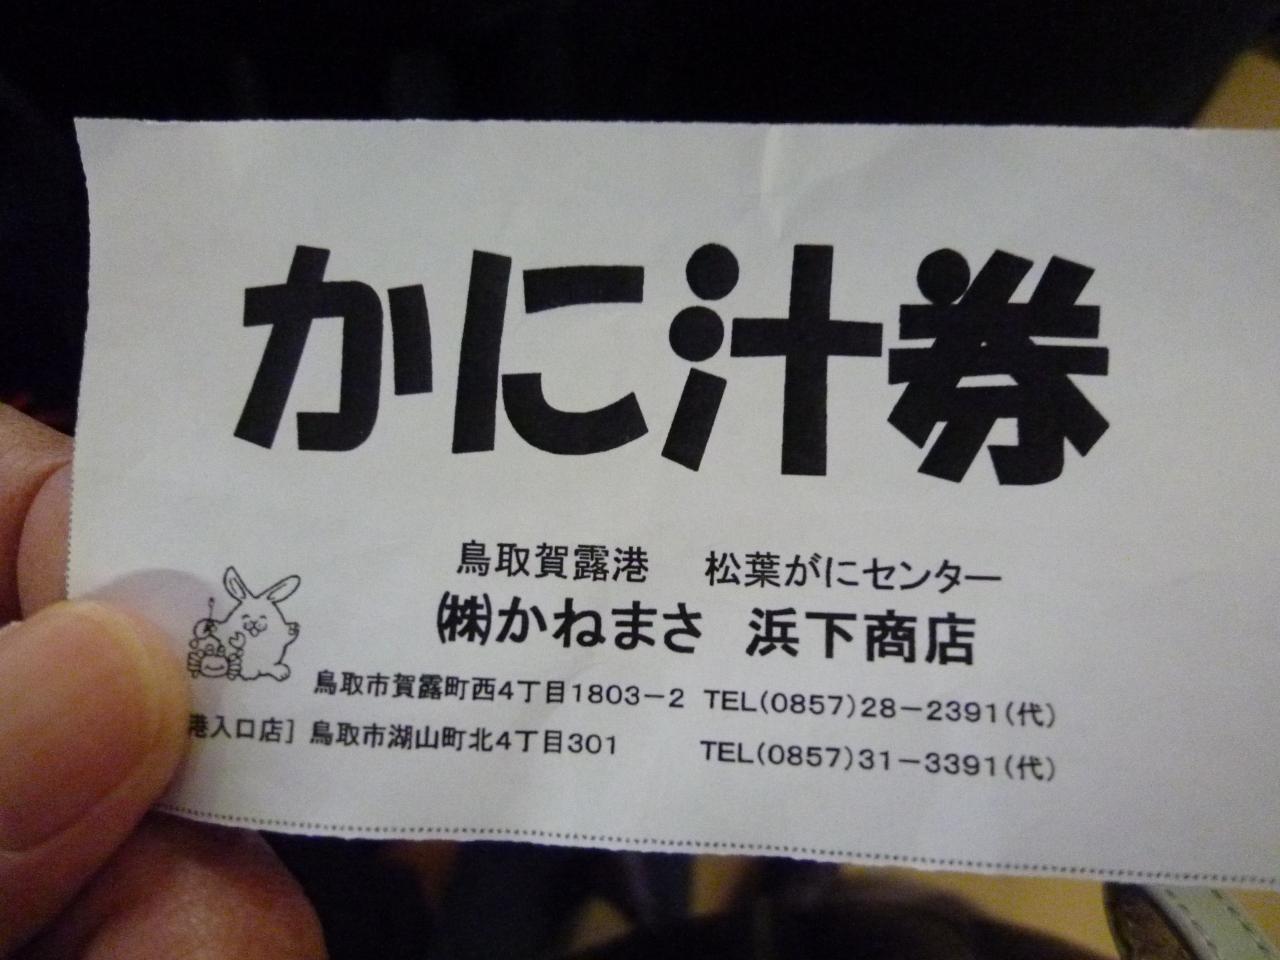 かに汁券
鳥取賀露港 松葉がにセンター
㈱かねまさ 浜下商店
鳥取市賀露町西4丁目1803-2 TEL(0857)28-2391(代)
港入口店] 鳥取市湖山町北4丁目301 TEL(0857)31-3391(代)